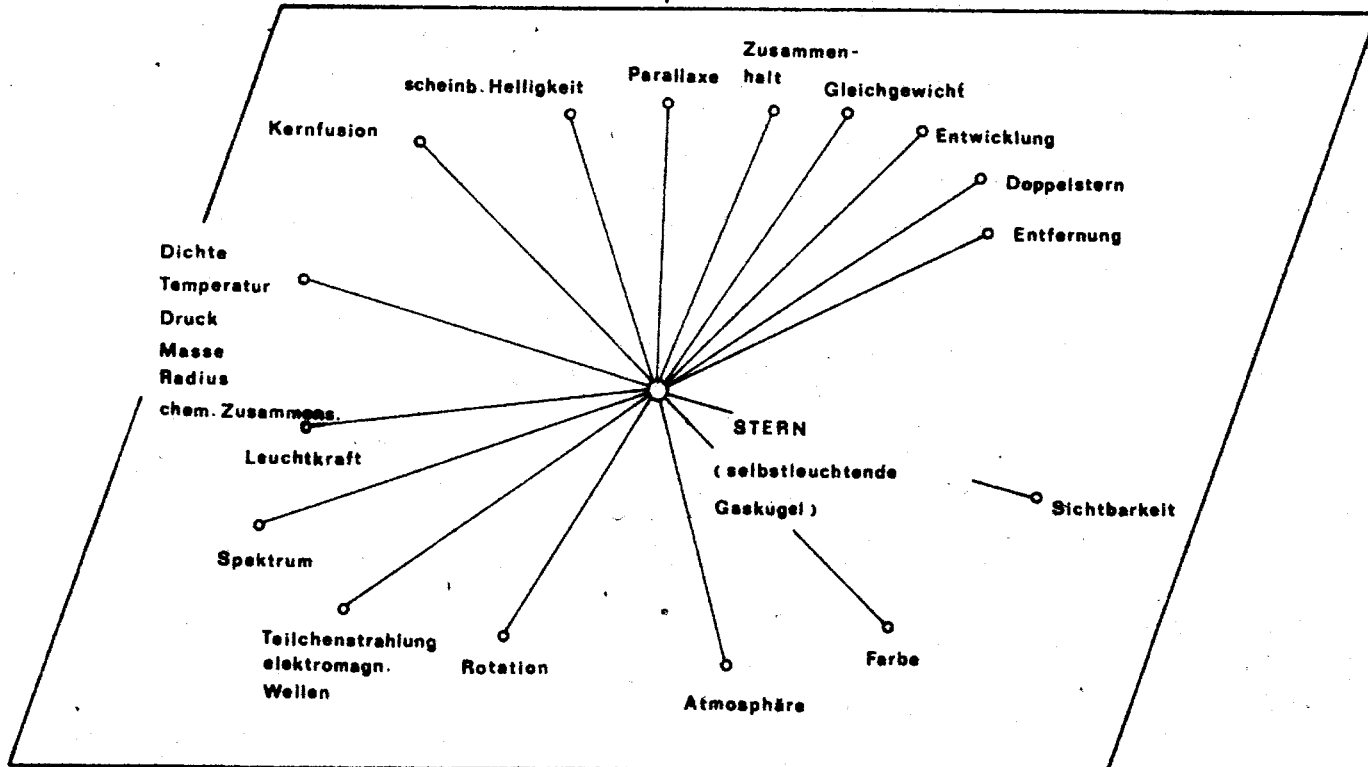 Zusammen-
halt
Parallaxe
scheinb. Helligkeit
Gleichgewicht
Kernfusion
Entwicklung
Doppelstern
Entfernung
Dichte
Temperatur
Druck
Masse
Radius
chem. Zusammens.
Leuchtkraft
STERN
(selbstleuchtende
Gaskugel)
Sichtbarkeit
Spektrum
Teilchenstrahlung
elektromagn.
Wellen
Rotation
Atmosphäre
Farbe